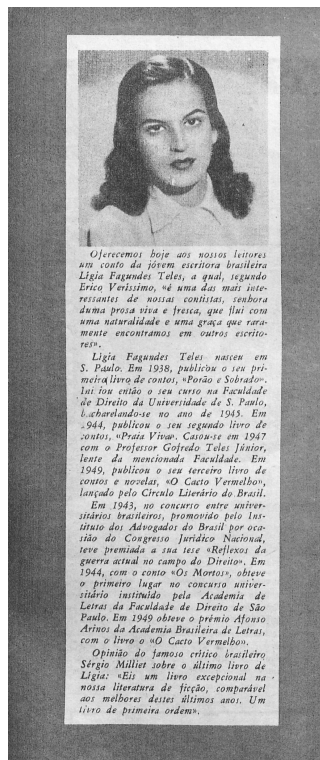 Oferecemos hoje aos nossos leitores
um conto da jóvem escritora brasileira
Lígia Fagundes Teles, a qual, segundo
Erico Veríssimo, «é uma das mais inte-
ressantes de nossas contistas, senhora
duma prosa viva e fresca, que flui com
uma naturalidade e uma graça que rara-
mente encontramos em outros escrito-
res».
Lígia Fagundes Teles nasceu em
S. Paulo. Em 1938, publicou o seu pri-
meiro livro de contos, «Porão e Sobrado».
Ini iou então o seu curso na Faculdade
de Direito da Universidade de S. Paulo,
bacharelando-se no ano de 1945. Em
.944, publicou o seu segundo livro de
contos, «Praia Viva». Casou-se em 1947
com o Professor Gofredo Teles Júnior,
lente da mencionada Faculdade. Em
1949, publicou o seu terceiro livro de
contos e novelas, «O Cacto Vermelho»,
lançado pelo Círculo Literário do Brasil.
Em 1943, no concurso entre univer-
sitários brasileiros, promovido pelo Ins-
tituto dos Advogados do Brasil por oca-
sião do Congresso Jurídico Nacional,
teve premiada a sua tese «Reflexos da
guerra actual no campo do Direito». Em
1944, com o conto «Os Mortos», obteve
o primeiro lugar no concurso univer-
sitário instituído pela Academia de
Letras da Faculdade de Direito de São
Paulo. Em 1949 obteve o prêmio Afonso
Arinos da Academia Brasileira de Letras,
com o livro o «O Cacto Vermelho».
Opinião do famoso crítico brasileiro
Sérgio Milliet sobre o último livro de
Lígia: «Eis um livro excepcional na
nossa literatura de ficção, comparável
aos melhores destes últimos anos. Um
livro de primeira ordem».